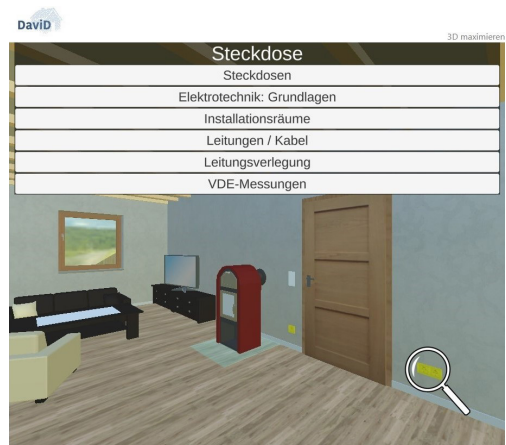 DaviD
3D maximieren
Steckdose
Steckdosen
Elektrotechnik: Grundlagen
Installationsräume
Leitungen / Kabel
Leitungsverlegung
VDE-Messungen